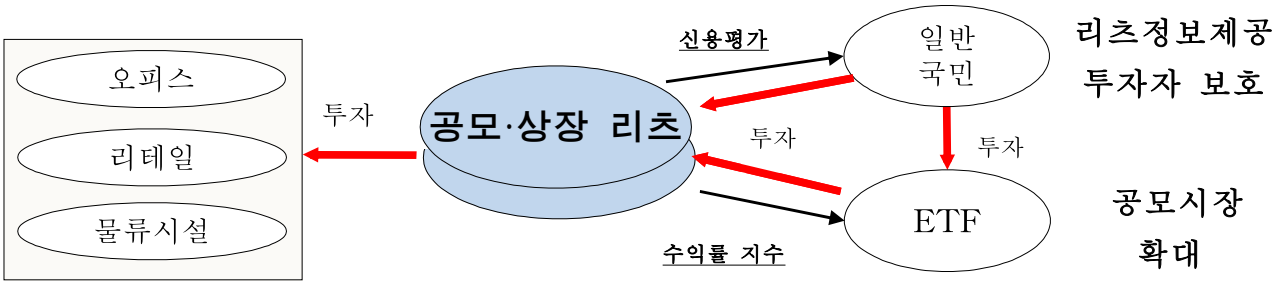 오피스
리테일
물류시설
투자
공모·상장 리츠
신용평가
일반
국민
투자
투자
ETF
수익률 지수
리츠정보제공
투자자 보호
공모시장
확대